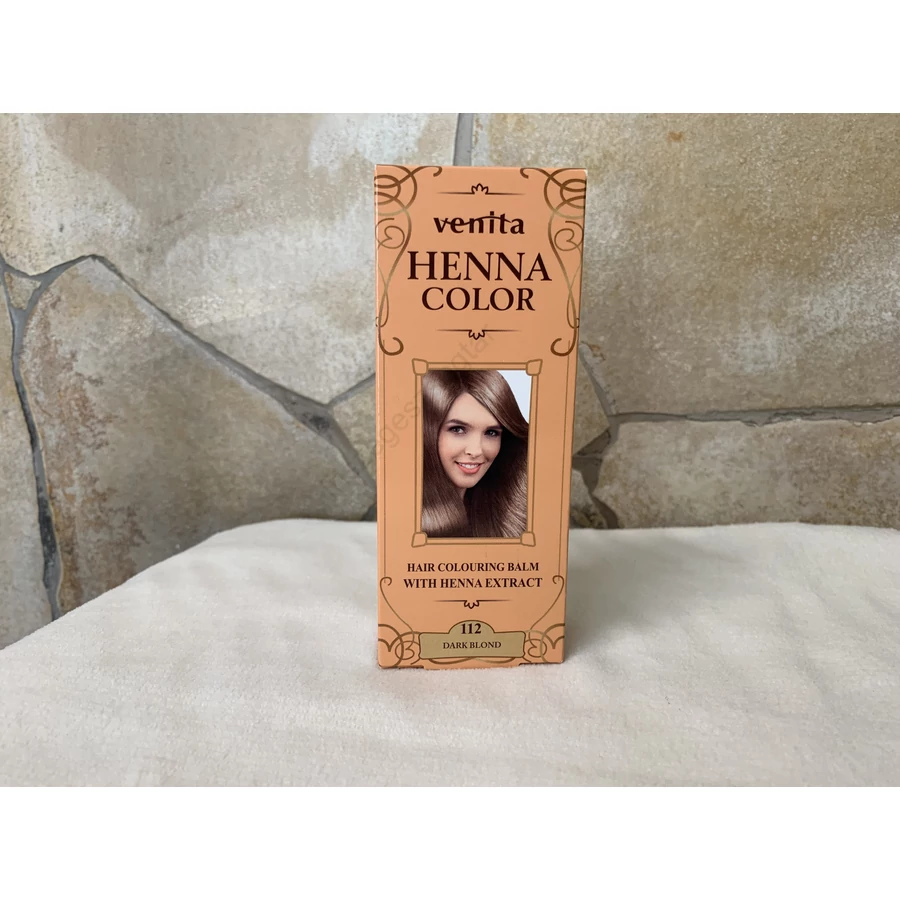 venita
HENNA
COLOR
HAIR COLOURING BALM
WITH HENNA EXTRACT
112
DARK BLOND